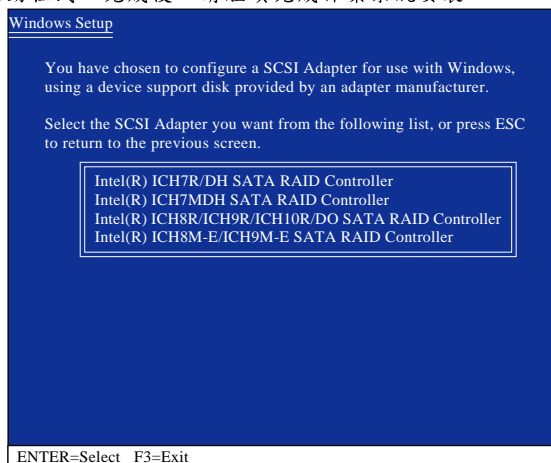 Windows Setup
You have chosen to configure a SCSI Adapter for use with Windows,
using a device support disk provided by an adapter manufacturer.
Select the SCSI Adapter you want from the following list, or press ESC
to return to the previous screen.
Intel(R) ICH7R/DH SATA RAID Controller
Intel(R) ICH7MDH SATA RAID Controller
Intel(R) ICH8R/ICH9R/ICH10R/DO SATA RAID Controller
Intel(R) ICH8M-E/ICH9M-E SATA RAID Controller
ENTER=Select F3=Exit